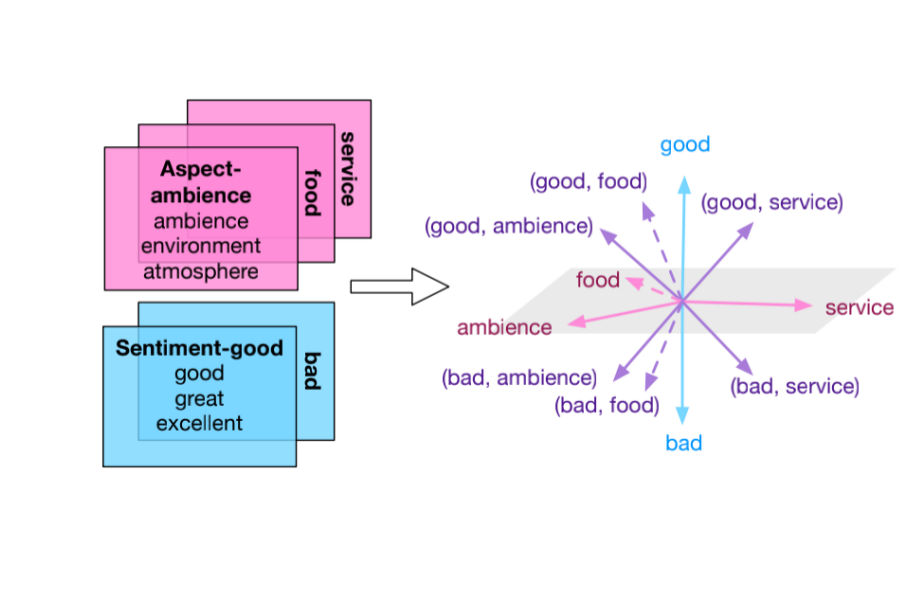 Aspect-
ambience
ambience
environment
atmosphere
food
service
Sentiment-good
good
great
excellent
bad
good
(good, food)
(good, service)
(good, ambience)
food
service
ambience
(bad, ambience)
(bad, service)
(bad, food)
bad